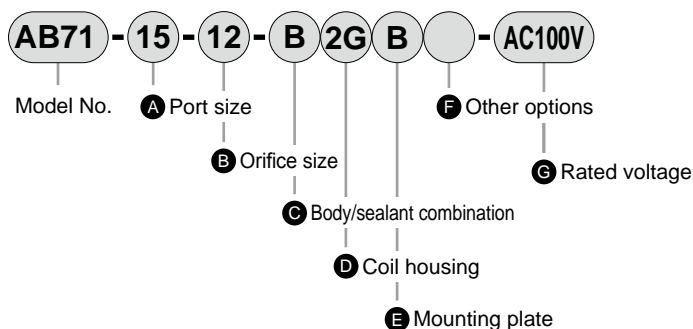 AB71 - 15 - 12 - B 2G B - AC100V
Model No.
A Port size
F Other options
B Orifice size
G Rated voltage
C Body/sealant combination
D Coil housing
E Mounting plate